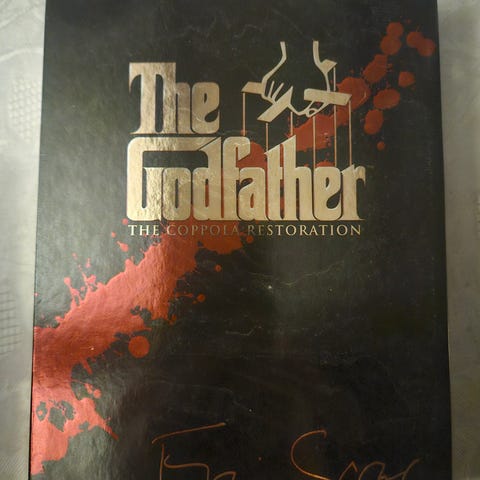 The
Godfather
THE COPPOLA RESTORATION